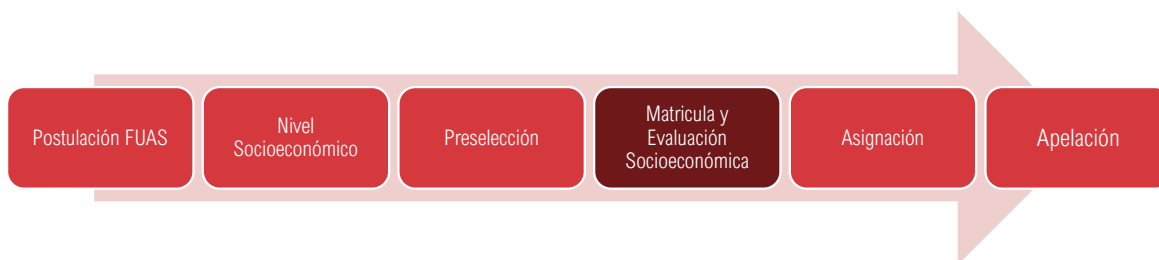 Postulación FUAS
Nivel
Socioeconómico
Preselección
Matricula y
Evaluación
Socioeconómica
Asignación
Apelación